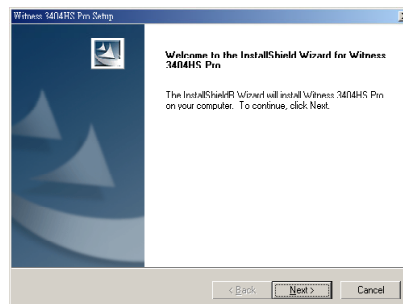 Witness 3404HS Pro Setup
Welcome to the InstallShield Wizard for Witness
3404HS Pro
The InstallShieldR Wizard will install Witness 3404HS Pro
on your computer. To continue, click Next.
< Back
Next >
Cancel